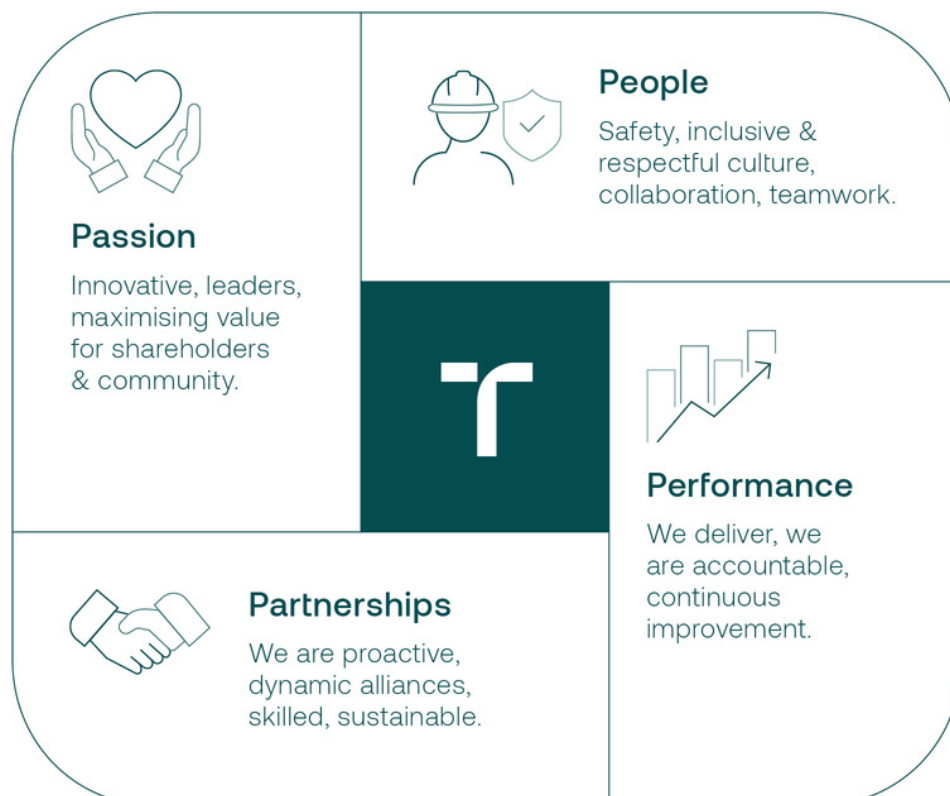 Passion
Innovative, leaders,
maximising value
for shareholders
& community.
People
Safety, inclusive &
respectful culture,
collaboration, teamwork.
Performance
We deliver, we
are accountable,
continuous
improvement.
Partnerships
We are proactive,
dynamic alliances,
skilled, sustainable.